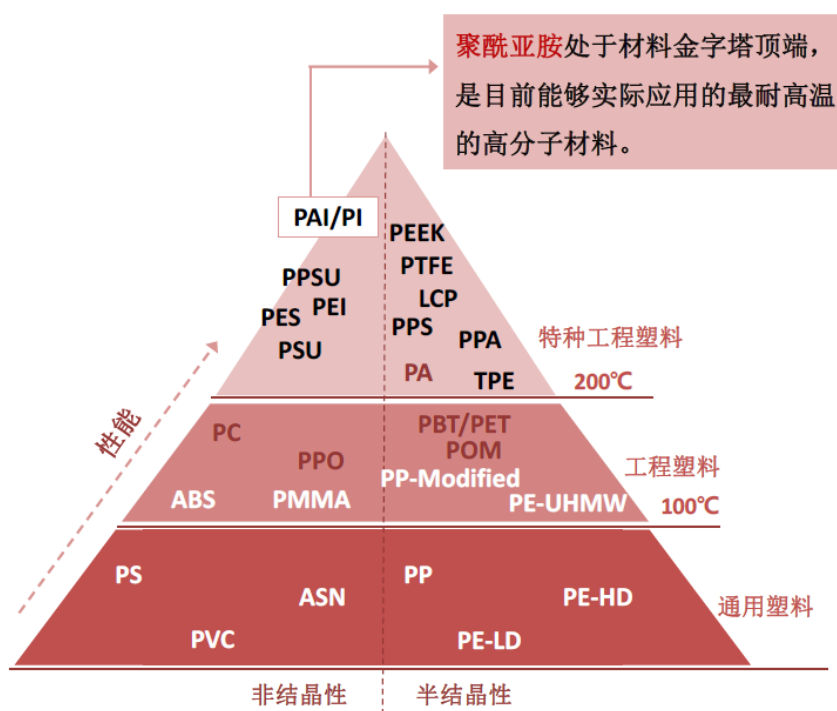 聚酰亚胺处于材料金字塔顶端，
是目前能够实际应用的最耐高温
的高分子材料。
PAI/PI
PEEK
PPSU
PTFE
PEI
LCP
PES
PPS
PPA
PSU
PA
TPE
特种工程塑料
200℃
性能
PC
PBT/PET
PPO
POM
PP-Modified
ABS
PMMA
PE-UHMW
工程塑料
100℃
PS
PP
ASN
PE-HD
PVC
PE-LD
通用塑料
非结晶性
半结晶性